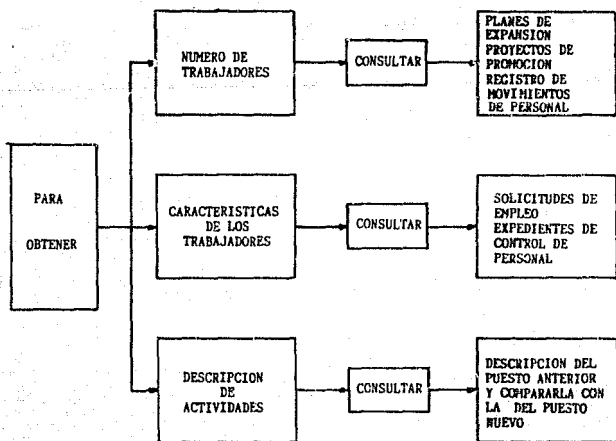 PARA
OBTENER
NUMERO DE
TRABAJADORES
CONSULTAR
PLANES DE
EXPANSION
PROYECTOS DE
PROMOCION
REGISTRO DE
MOVIMIENTOS
DE PERSONAL
CARACTERISTICAS
DE LOS
TRABAJADORES
CONSULTAR
SOLICITUDES DE
EMPLEO
EXPEDIENTES DE
CONTROL DE
PERSONAL
DESCRIPCION
DE
ACTIVIDADES
CONSULTAR
DESCRIPCION DEL
PUESTO ANTERIOR
Y COMPARARLA CON
LA DEL PUESTO
NUEVO